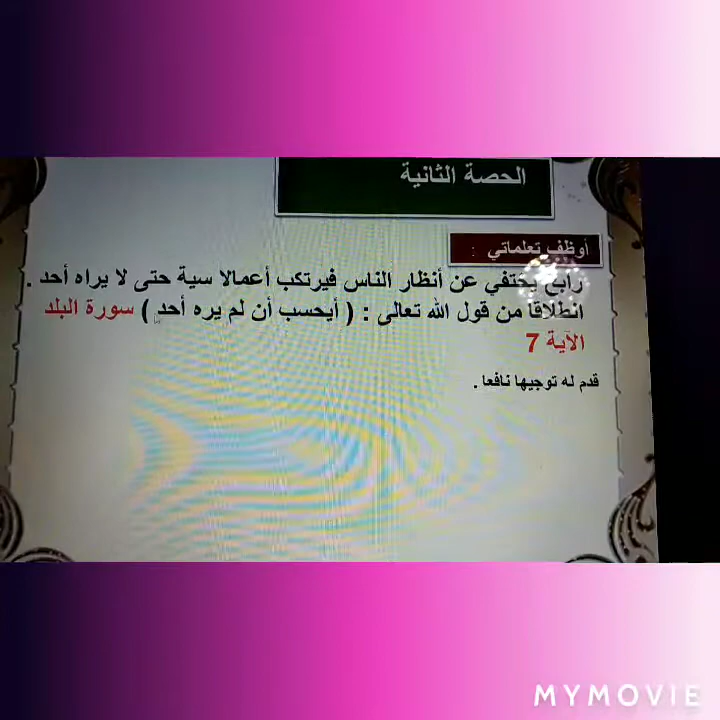 الحصة الثانية
أوظف تعلماتي :
رابح يختفي عن أنظار الناس فيرتكب أعمالا سية حتى لا يراه أحد .
انطلاقا من قول الله تعالى : ( أيحسب أن لم يره أحد ) سورة البلد
الآية 7
قدم له توجيها نافعا .
MYMOVIE